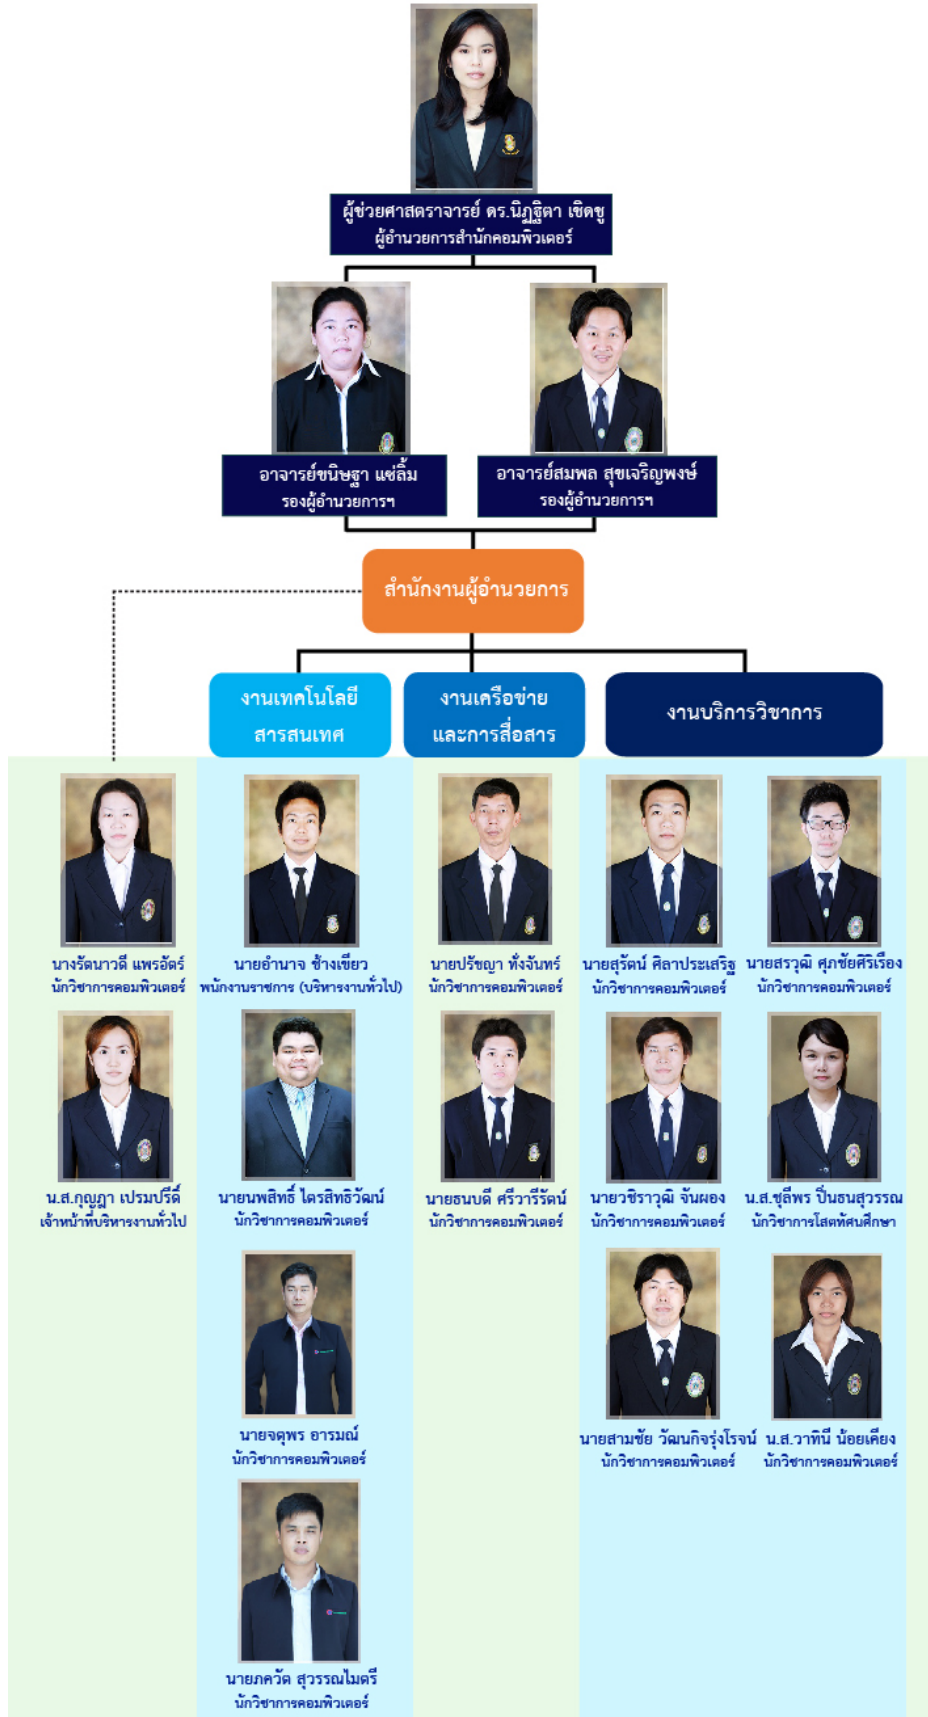 ผู้ช่วยศาสตราจารย์ ดร.นิฏฐิตา เชิดชู
ผู้อำนวยการสำนักคอมพิวเตอร์
อาจารย์ขนิษฐา แซ่ลิ้ม
รองผู้อำนวยการฯ
อาจารย์สมพล สุขเจริญพงษ์
รองผู้อำนวยการฯ
สำนักงานผู้อำนวยการ
งานเทคโนโลยี
สารสนเทศ
งานเครือข่าย
และการสื่อสาร
งานบริการวิชาการ
นางรัตนาวดี แพรอัตร์
นักวิชาการคอมพิวเตอร์
นายอำนาจ ช้างเขียว
พนักงานราชการ (บริหารงานทั่วไป)
นายปรัชญา ทั่งจันทร์
นักวิชาการคอมพิวเตอร์
นายสุรัตน์ ศิลาประเสริฐ
นักวิชาการคอมพิวเตอร์
นายสรวุฒิ ศุภชัยศิริเรือง
นักวิชาการคอมพิวเตอร์
น.ส.กุญฎา เปรมปรีดิ์
เจ้าหน้าที่บริหารงานทั่วไป
นายนพสิทธิ์ ไตรสิทธิวัฒน์
นักวิชาการคอมพิวเตอร์
นายธนบดี ศรีวารีรัตน์
นักวิชาการคอมพิวเตอร์
นายวชิราวุฒิ จันผอง
นักวิชาการคอมพิวเตอร์
น.ส.ชุลีพร ปิ่นธนสุวรรณ
นักวิชาการโสตทัศนศึกษา
นายจตุพร อารมณ์
นักวิชาการคอมพิวเตอร์
นายสามชัย วัฒนกิจรุ่งโรจน์
นักวิชาการคอมพิวเตอร์
น.ส.วาทินี น้อยเคียง
นักวิชาการคอมพิวเตอร์
นายภควัต สุวรรณไมตรี
นักวิชาการคอมพิวเตอร์